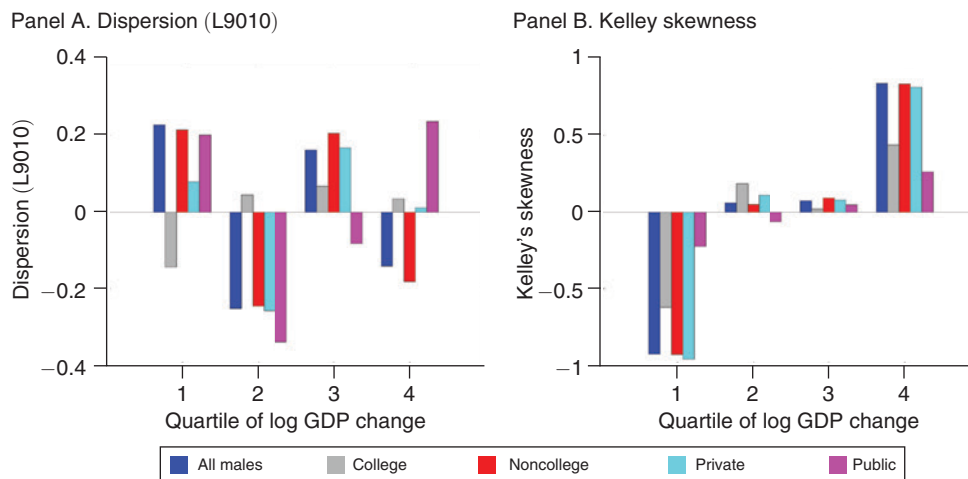 Panel A. Dispersion (L9010)
0.4
0.2
0
−0.2
−0.4
Dispersion (L9010)
1 2 3 4
Quartile of log GDP change
Panel B. Kelley skewness
1
0.5
0
−0.5
−1
Kelley's skewness
1 2 3 4
Quartile of log GDP change
All males College Noncollege Private Public